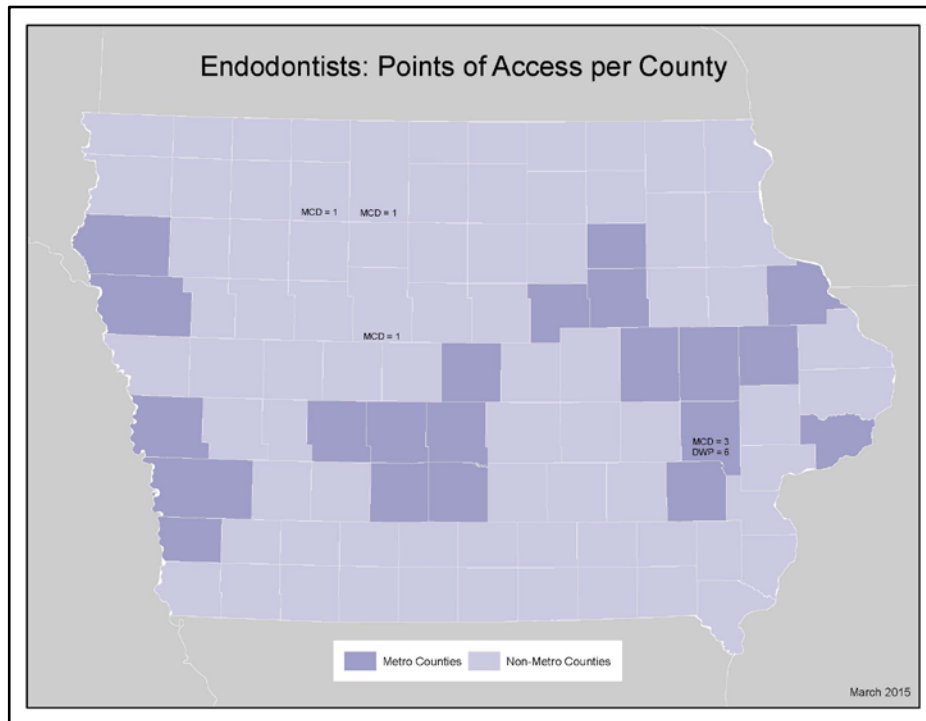 Endodontists: Points of Access per County
MCD = 1
MCD = 1
MCD = 1
MCD = 3
DWP = 6
Metro Counties
Non-Metro Counties
March 2015